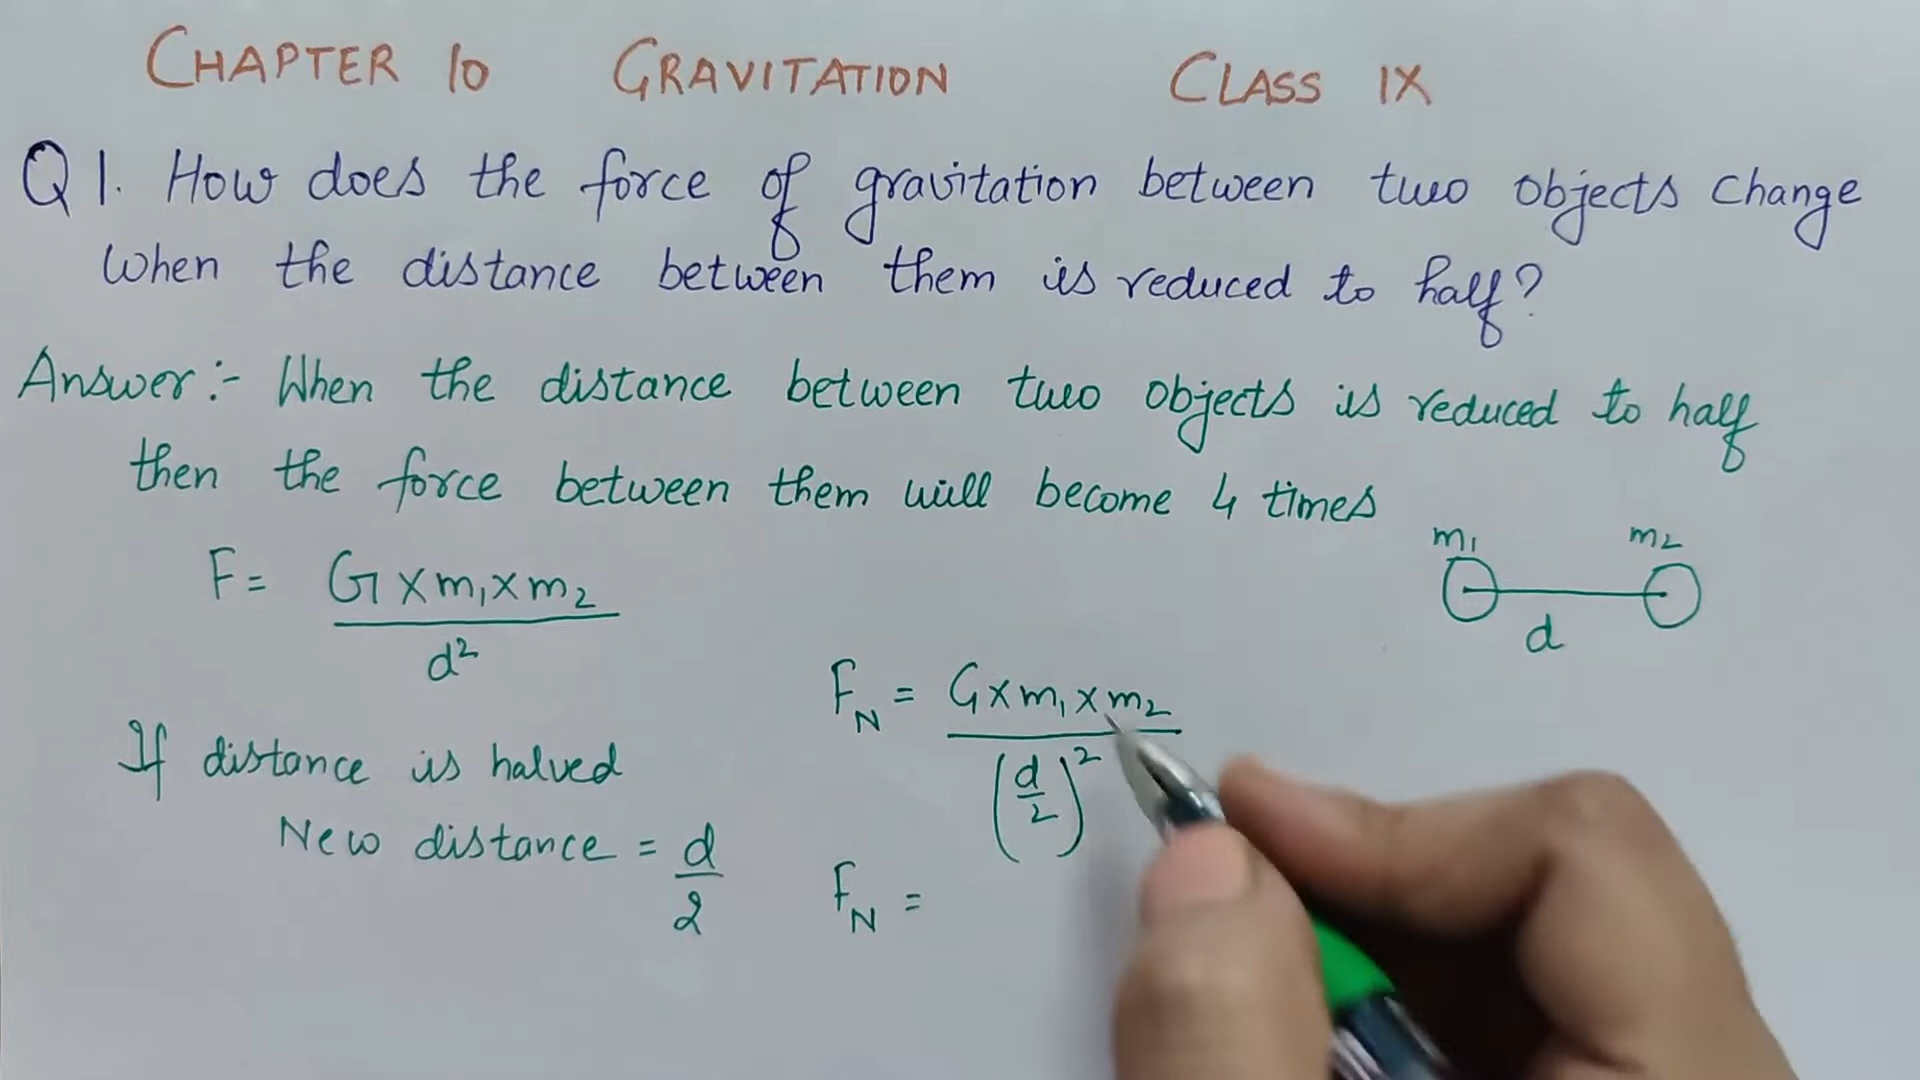 CHAPTER 10 GRAVITATION CLASS IX
Q1. How does the force of gravitation between two objects change
when the distance between them is reduced to half?
Answer:- When the distance between two objects is reduced to half
then the force between them will become 4 times
m₁ m₂
d
F = G × m₁ × m₂
d²
If distance is halved
New distance = d
2
F_N = G × m₁ × m₂
(d/2)²
F_N =